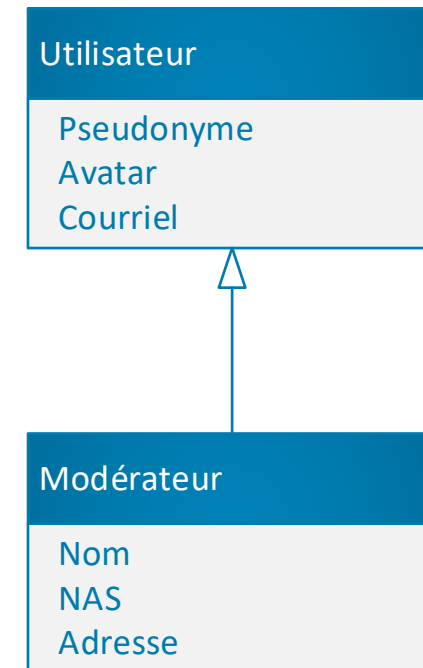 Utilisateur
Pseudonyme
Avatar
Courriel
Modérateur
Nom
NAS
Adresse